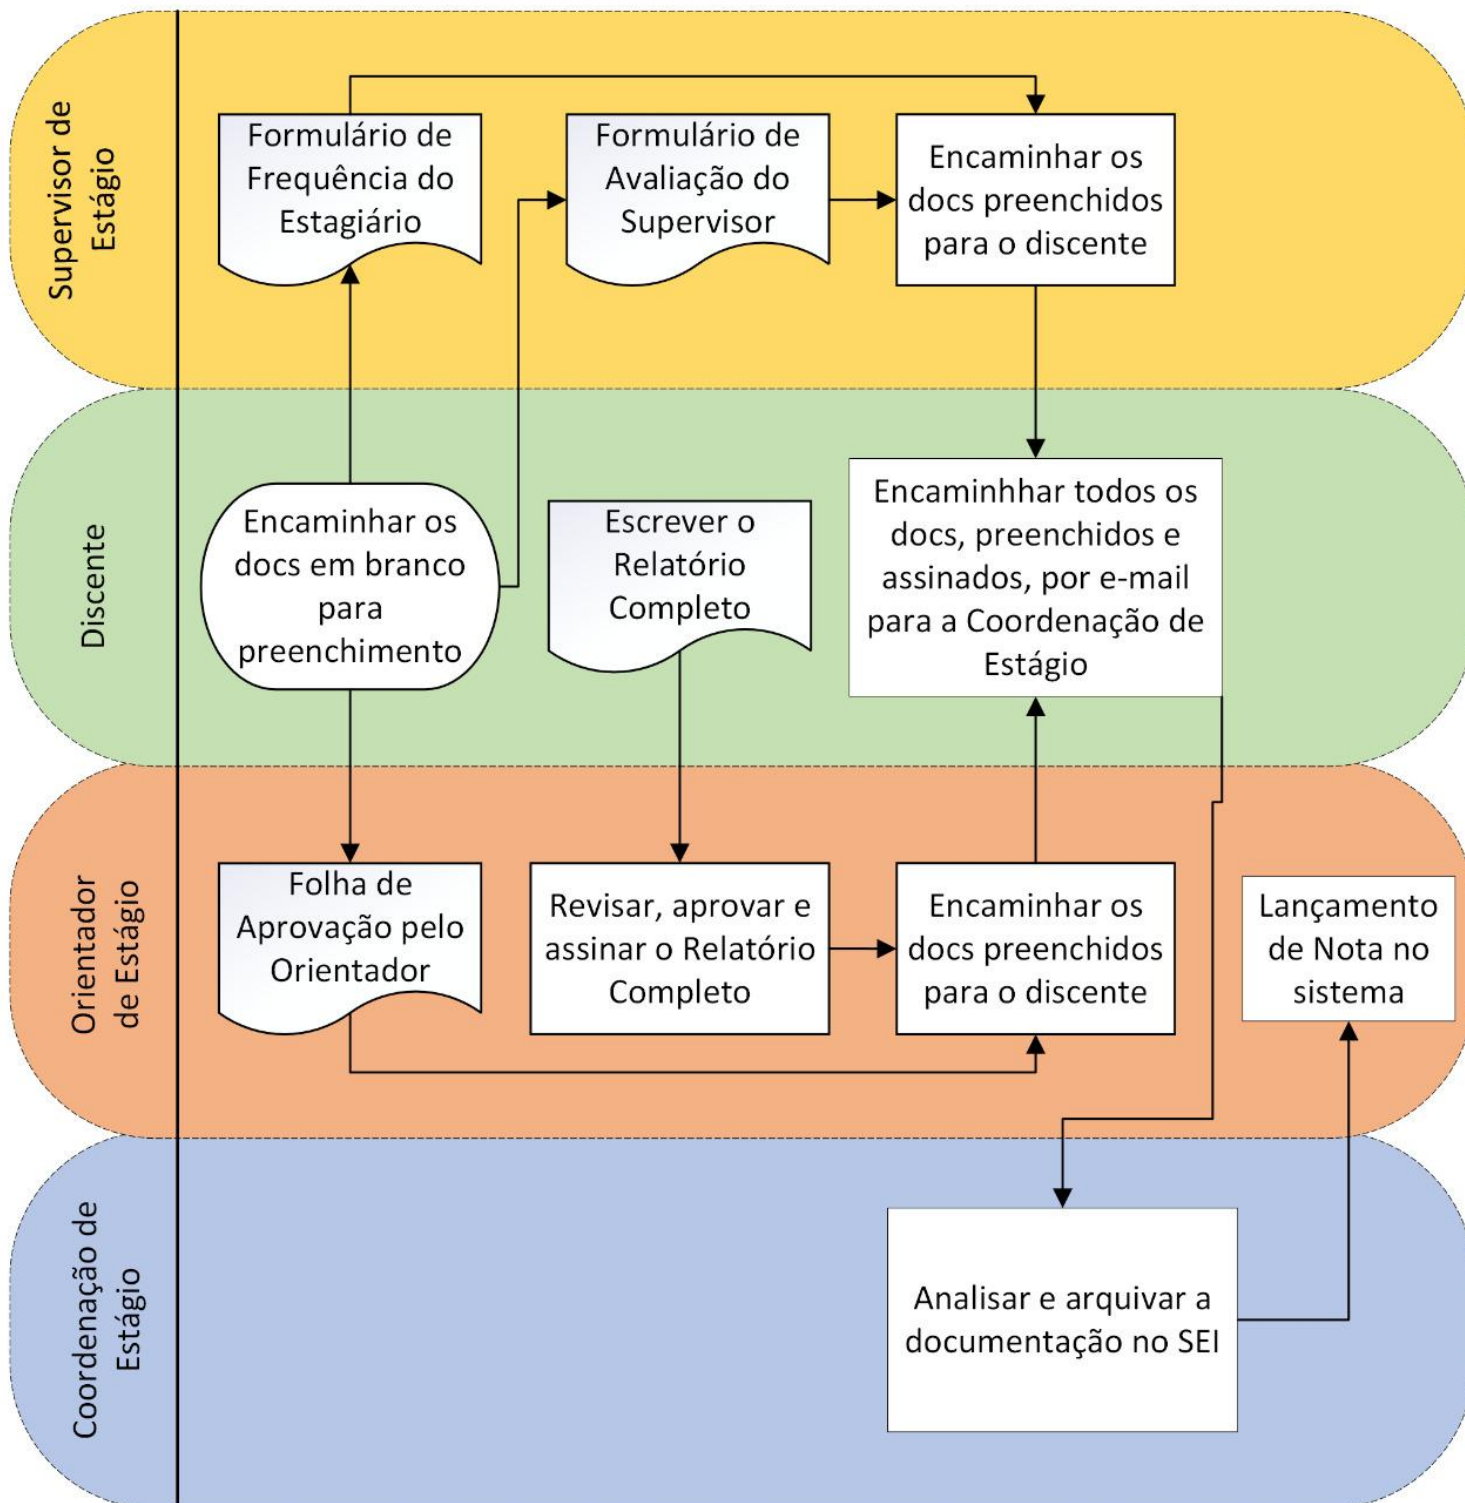 Supervisor de
Estágio
Formulário de
Frequência do
Estagiário
Formulário de
Avaliação do
Supervisor
Encaminhar os
docs preenchidos
para o discente
Discente
Encaminhar os
docs em branco
para
preenchimento
Escrever o
Relatório
Completo
Encaminhhar todos os
docs, preenchidos e
assinados, por e-mail
para a Coordenação de
Estágio
Orientador
de Estágio
Folha de
Aprovação pelo
Orientador
Revisar, aprovar e
assinar o Relatório
Completo
Encaminhar os
docs preenchidos
para o discente
Lançamento
de Nota no
sistema
Coordenação de
Estágio
Analisar e arquivar a
documentação no SEI